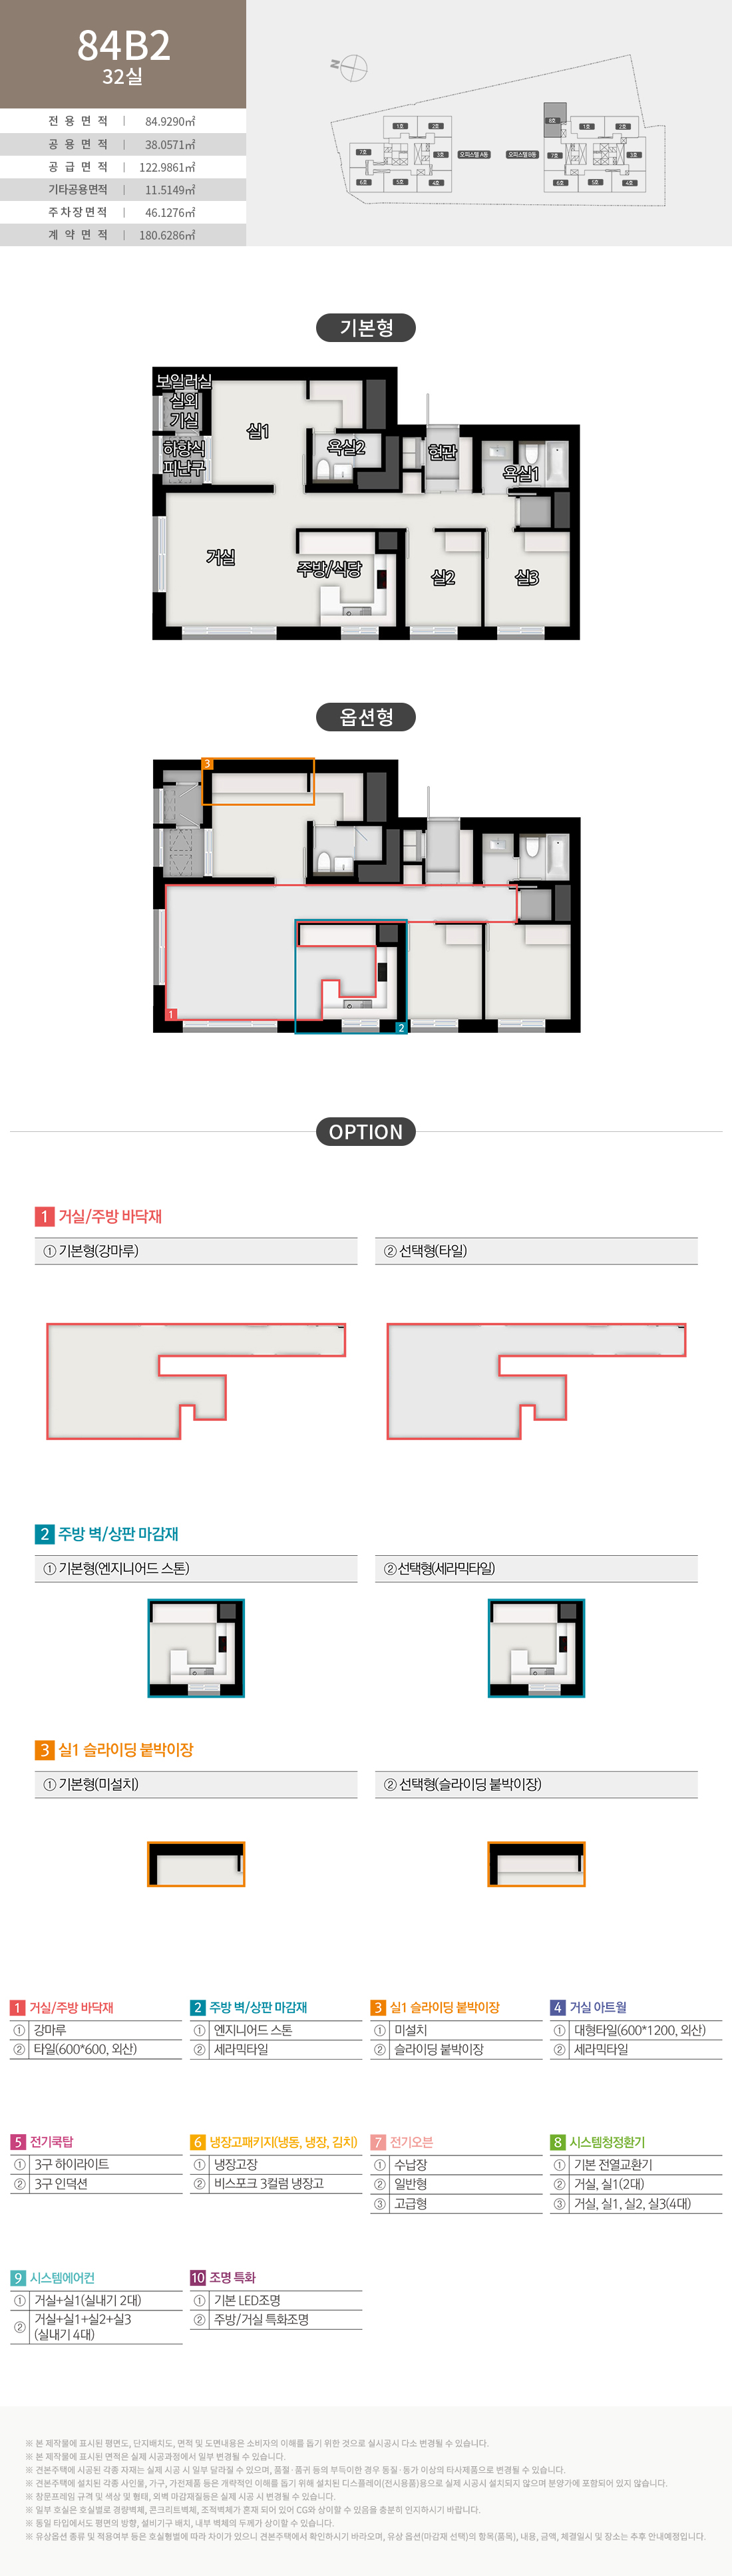 84B2
32실
전 용 면 적 | 84.9290㎡
공 용 면 적 | 38.0571㎡
공 급 면 적 | 122.9861㎡
기타공용면적 | 11.5149㎡
주차장면적 | 46.1276㎡
계 약 면 적 | 180.6286㎡
N
8호
1호 2호 1호 2호
7호 3호 오피스텔 A동 오피스텔 B동 7호 3호
6호 5호 4호 6호 5호 4호
기본형
보일러실
실외
기실
하향식
피난구
실1
욕실2
현관
욕실1
거실
주방/식당
실2
실3
옵션형
3
1
2
OPTION
1 거실/주방 바닥재
① 기본형(강마루)
② 선택형(타일)
2 주방 벽/상판 마감재
① 기본형(엔지니어드 스톤)
② 선택형(세라믹타일)
3 실1 슬라이딩 붙박이장
① 기본형(미설치)
② 선택형(슬라이딩 붙박이장)
1 거실/주방 바닥재
① 강마루
② 타일(600*600, 외산)
2 주방 벽/상판 마감재
① 엔지니어드 스톤
② 세라믹타일
3 실1 슬라이딩 붙박이장
① 미설치
② 슬라이딩 붙박이장
4 거실 아트월
① 대형타일(600*1200, 외산)
② 세라믹타일
5 전기쿡탑
① 3구 하이라이트
② 3구 인덕션
6 냉장고패키지(냉동, 냉장, 김치)
① 냉장고장
② 비스포크 3컬럼 냉장고
7 전기오븐
① 수납장
② 일반형
③ 고급형
8 시스템청정환기
① 기본 전열교환기
② 거실, 실1(2대)
③ 거실, 실1, 실2, 실3(4대)
9 시스템에어컨
① 거실+실1(실내기 2대)
② 거실+실1+실2+실3
(실내기 4대)
10 조명 특화
① 기본 LED조명
② 주방/거실 특화조명
※ 본 제작물에 표시된 평면도, 단지배치도, 면적 및 도면내용은 소비자의 이해를 돕기 위한 것으로 실시공시 다소 변경될 수 있습니다.
※ 본 제작물에 표시된 면적은 실제 시공과정에서 일부 변경될 수 있습니다.
※ 견본주택에 시공된 각종 자재는 실제 시공 시 일부 달라질 수 있으며, 품절·품귀 등의 부득이한 경우 동질·동가 이상의 타사제품으로 변경될 수 있습니다.
※ 견본주택에 설치된 각종 사인물, 가구, 가전제품 등은 개략적인 이해를 돕기 위해 설치된 디스플레이(전시용품)용으로 실제 시공시 설치되지 않으며 분양가에 포함되어 있지 않습니다.
※ 창문프레임 규격 및 색상 및 형태, 외벽 마감재질등은 실제 시공 시 변경될 수 있습니다.
※ 일부 호실은 호실별로 경량벽체, 콘크리트벽체, 조적벽체가 혼재 되어 있어 CG와 상이할 수 있음을 충분히 인지하시기 바랍니다.
※ 동일 타입에서도 평면의 방향, 설비기구 배치, 내부 벽체의 두께가 상이할 수 있습니다.
※ 유상옵션 종류 및 적용여부 등은 호실형별에 따라 차이가 있으니 견본주택에서 확인하시기 바라오며, 유상 옵션(마감재 선택)의 항목(품목), 내용, 금액, 체결일시 및 장소는 추후 안내예정입니다.